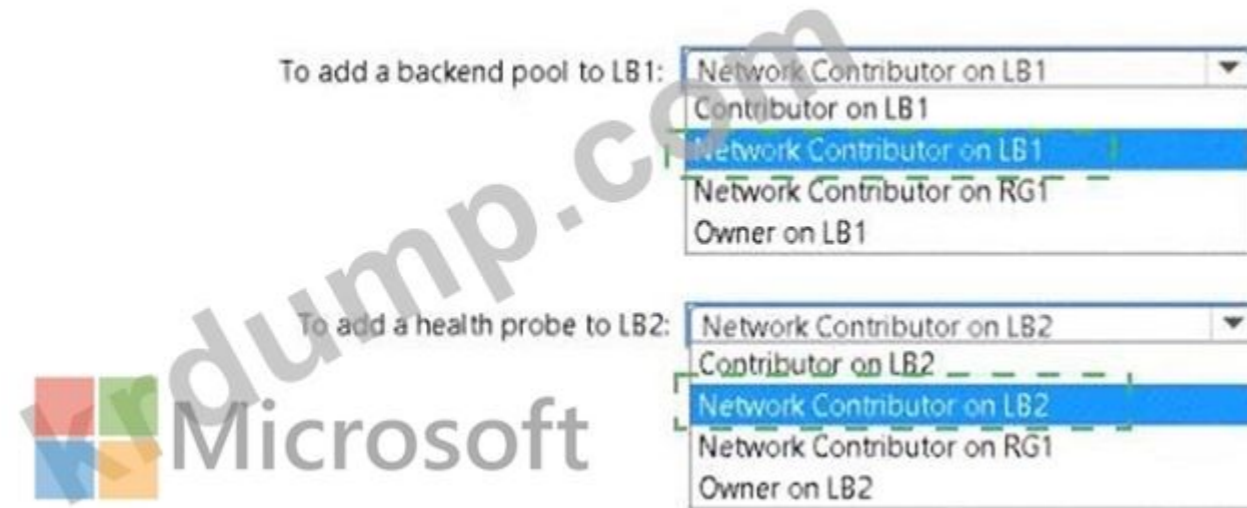 To add a backend pool to LB1:
Network Contributor on LB1
Contributor on LB1
Network Contributor on LB1
Network Contributor on RG1
Owner on LB1
To add a health probe to LB2:
Network Contributor on LB2
Contributor on LB2
Network Contributor on LB2
Network Contributor on RG1
Owner on LB2
Microsoft
krdump.com